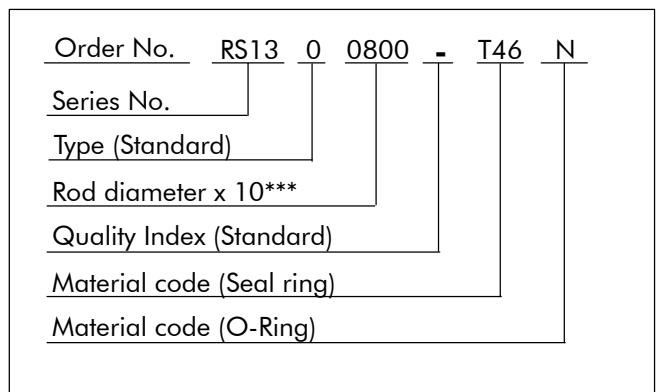 Order No. RS13 0 0800 - T46 N
Series No.
Type (Standard)
Rod diameter x 10***
Quality Index (Standard)
Material code (Seal ring)
Material code (O-Ring)